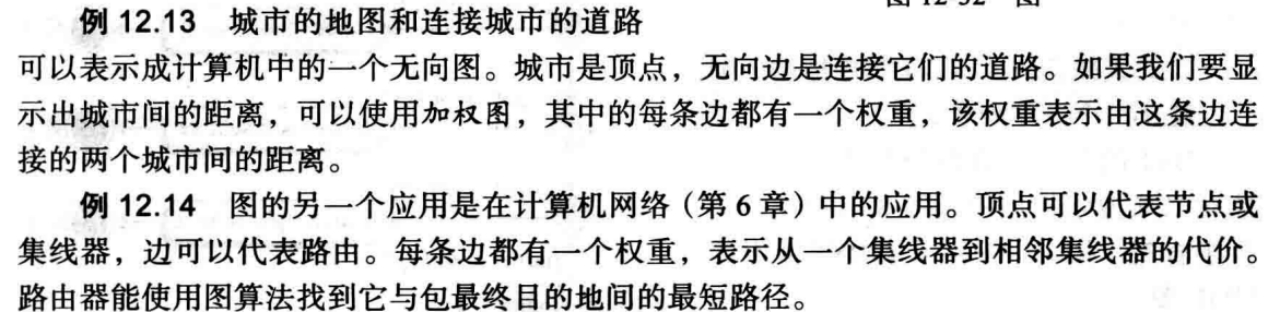 例 12.13 城市的地图和连接城市的道路
可以表示成计算机中的一个无向图。城市是顶点，无向边是连接它们的道路。如果我们要显
示出城市间的距离，可以使用加权图，其中的每条边都有一个权重，该权重表示由这条边连
接的两个城市间的距离。
例 12.14 图的另一个应用是在计算机网络（第 6 章）中的应用。顶点可以代表节点或
集线器，边可以代表路由。每条边都有一个权重，表示从一个集线器到相邻集线器的代价。
路由器能使用图算法找到它与包最终目的地间的最短路径。